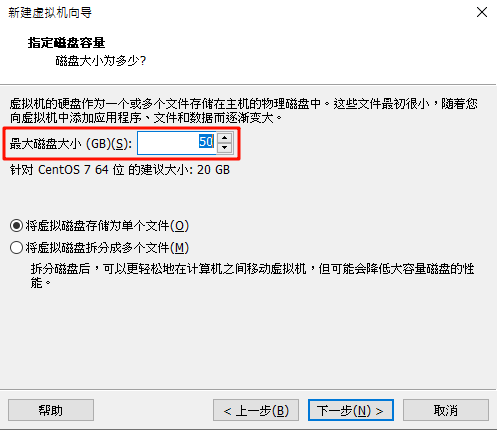 新建虚拟机向导
指定磁盘容量
磁盘大小为多少?
虚拟机的硬盘作为一个或多个文件存储在主机的物理磁盘中。这些文件最初很小，随着您
向虚拟机中添加应用程序、文件和数据而逐渐变大。
最大磁盘大小 (GB)(S): 50
针对 CentOS 7 64 位 的建议大小: 20 GB
将虚拟磁盘存储为单个文件(O)
将虚拟磁盘拆分成多个文件(M)
拆分磁盘后，可以更轻松地在计算机之间移动虚拟机，但可能会降低大容量磁盘的性
能。
帮助 < 上一步(B) 下一步(N) > 取消